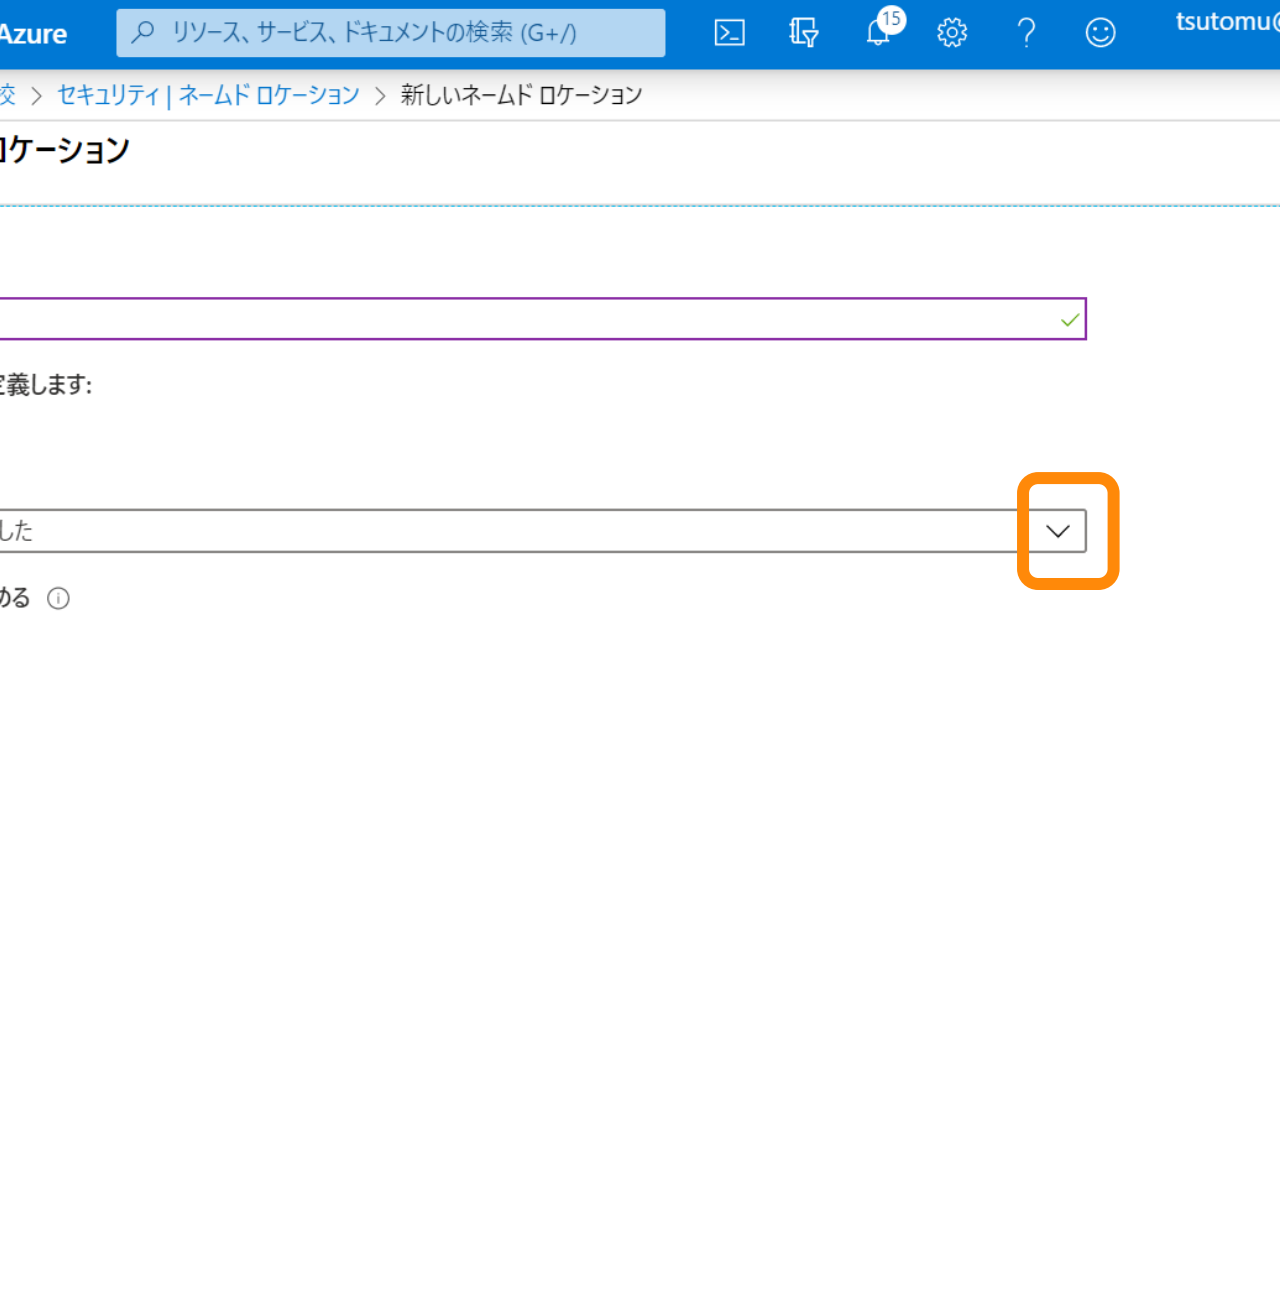 Azure
リソース、サービス、ドキュメントの検索 (G+/)
15
tsutomu@
校 > セキュリティ | ネームド ロケーション > 新しいネームド ロケーション
ロケーション
定義します:
した
める